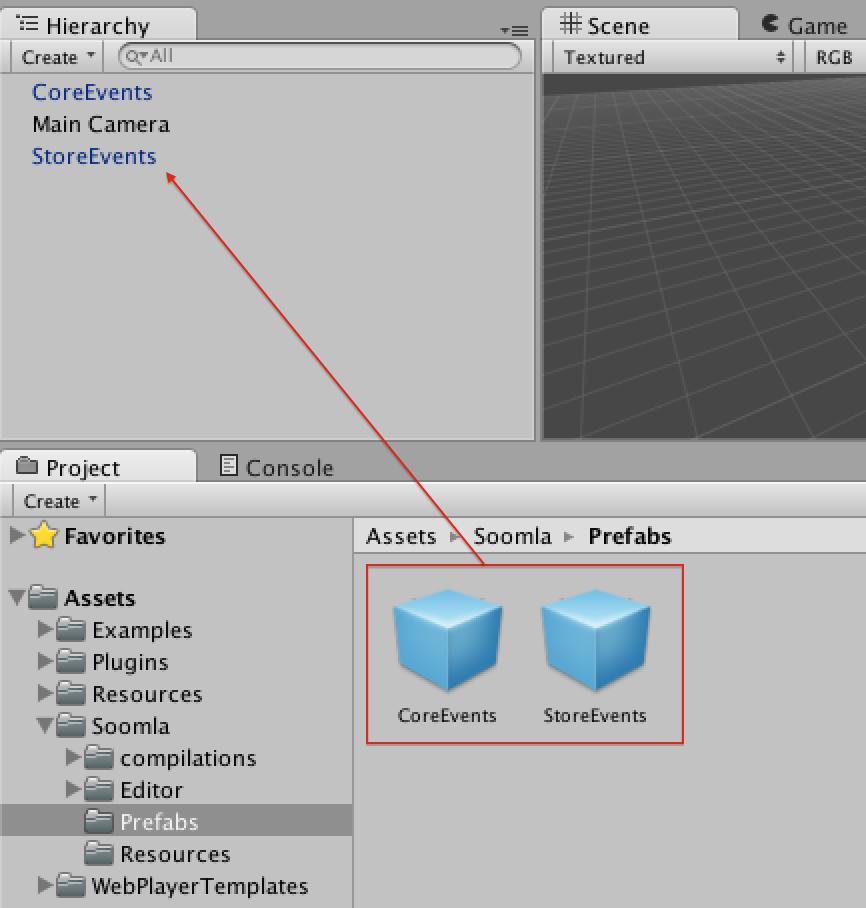 Hierarchy
Create
All
CoreEvents
Main Camera
StoreEvents
Scene
Game
Textured
RGB
Project
Console
Create
Favorites
Assets
Examples
Plugins
Resources
Soomla
compilations
Editor
Prefabs
Resources
WebPlayerTemplates
Assets Soomla Prefabs
CoreEvents
StoreEvents